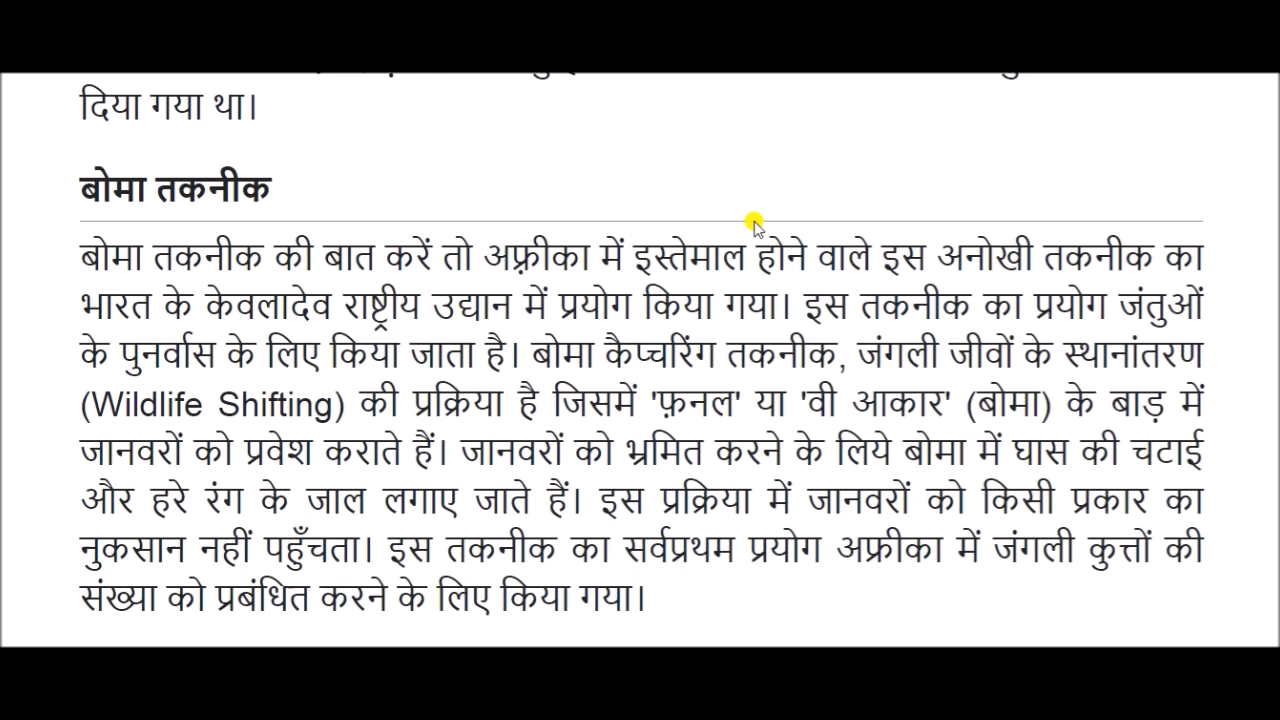 दिया गया था।
बोमा तकनीक
बोमा तकनीक की बात करें तो अफ़्रीका में इस्तेमाल होने वाले इस अनोखी तकनीक का
भारत के केवलादेव राष्ट्रीय उद्यान में प्रयोग किया गया। इस तकनीक का प्रयोग जंतुओं
के पुनर्वास के लिए किया जाता है। बोमा कैप्चरिंग तकनीक, जंगली जीवों के स्थानांतरण
(Wildlife Shifting) की प्रक्रिया है जिसमें 'फ़नल' या 'वी आकार' (बोमा) के बाड़ में
जानवरों को प्रवेश कराते हैं। जानवरों को भ्रमित करने के लिये बोमा में घास की चटाई
और हरे रंग के जाल लगाए जाते हैं। इस प्रक्रिया में जानवरों को किसी प्रकार का
नुकसान नहीं पहुँचता। इस तकनीक का सर्वप्रथम प्रयोग अफ्रीका में जंगली कुत्तों की
संख्या को प्रबंधित करने के लिए किया गया।